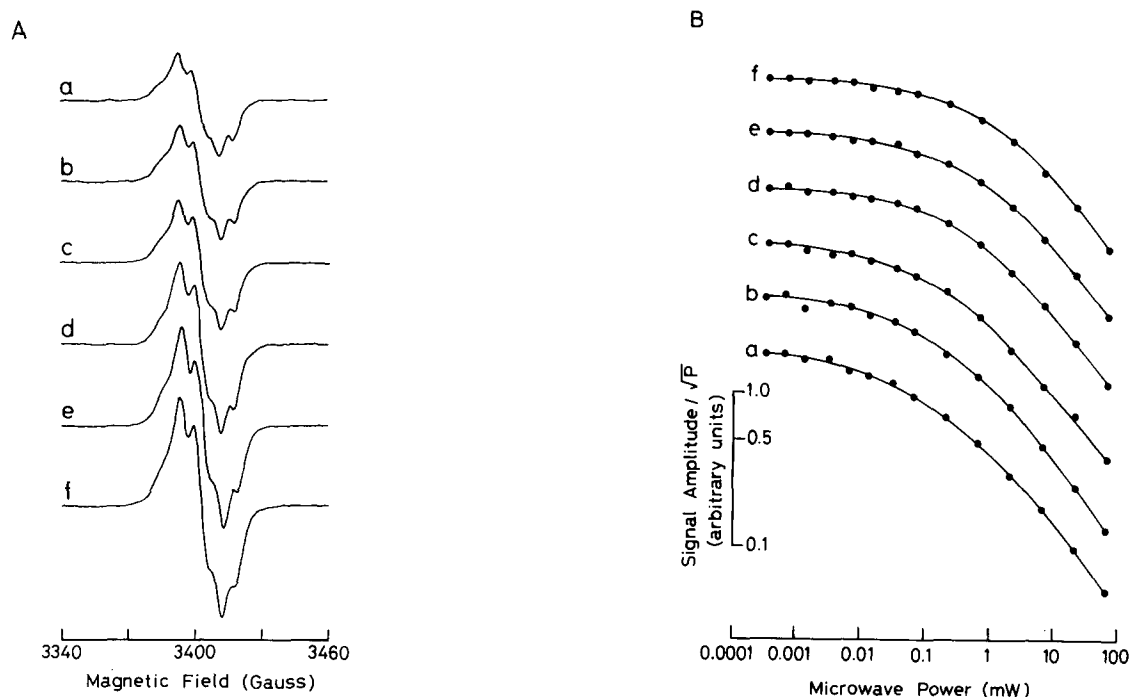 A
a
b
c
d
e
f
3340
3400
3460
Magnetic Field (Gauss)
B
f
e
d
c
b
a
1.0
0.5
0.1
Signal Amplitude / √P
(arbitrary units)
0.0001
0.001
0.01
0.1
1
10
100
Microwave Power (mW)